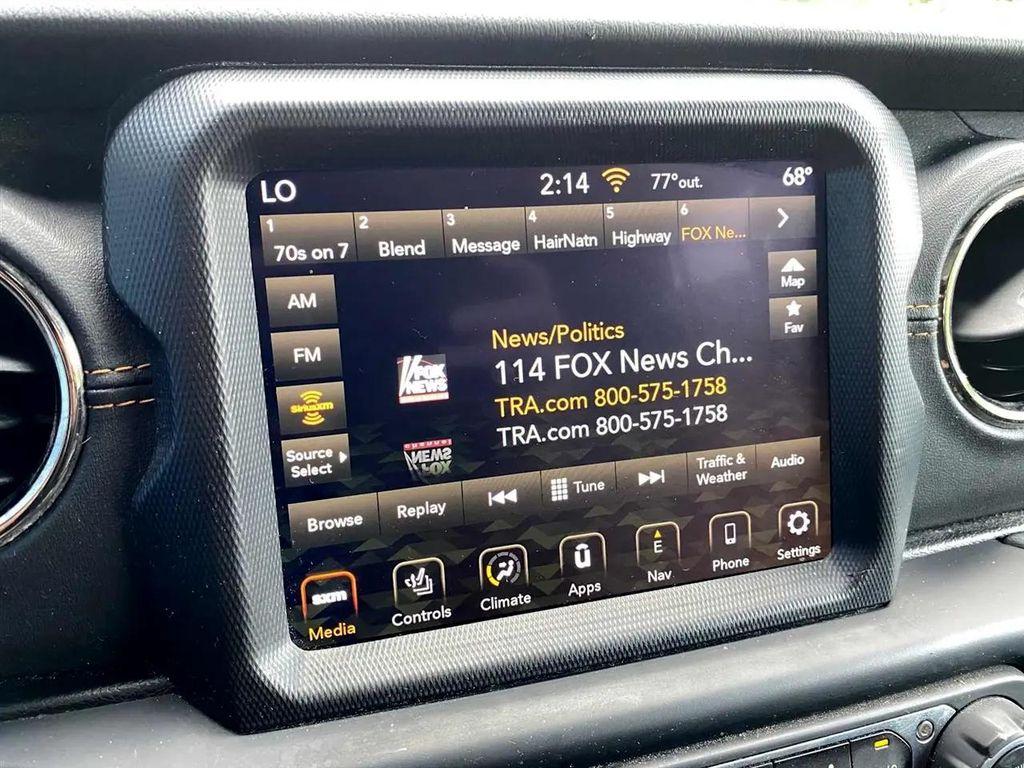 LO 2:14 77°out. 68°
1 2 3 4 5 6
70s on 7 Blend Message HairNatn Highway FOX Ne...
AM
Map
FM
Fav
News/Politics
FOX
NEWS
114 FOX News Ch...
SiriusXm
TRA.com 800-575-1758
TRA.com 800-575-1758
Source
Select
Browse Replay Tune Traffic &
Weather Audio
sxm
Media Controls Climate Apps E
Nav Phone Settings